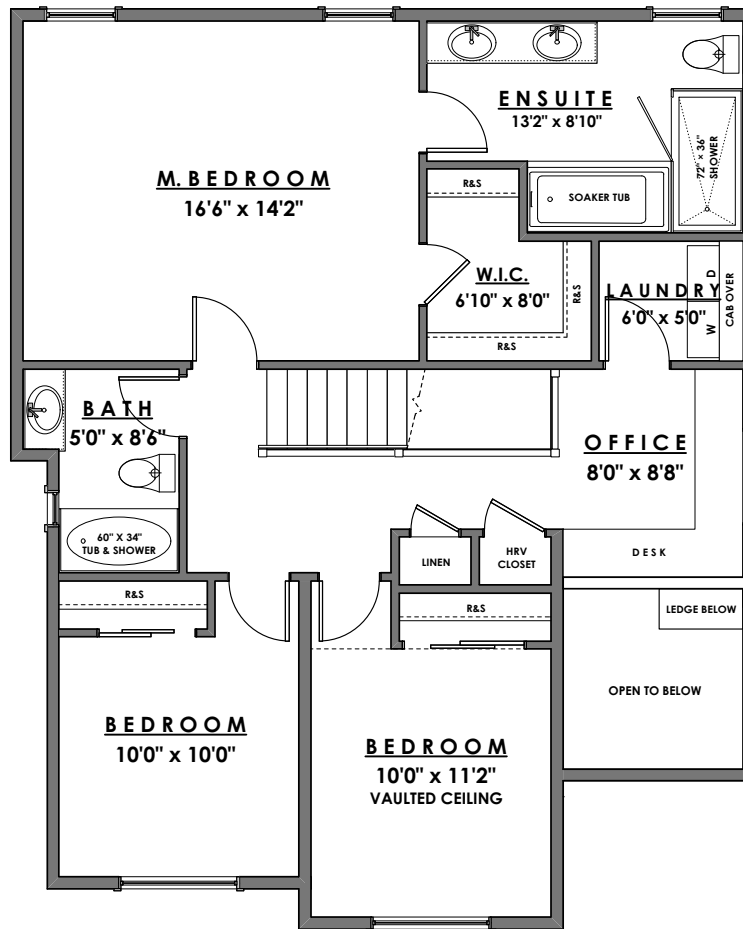 ENSUITE
13'2" x 8'10"
72" × 36"
SHOWER
M. BEDROOM
16'6" x 14'2"
R&S
SOAKER TUB
W.I.C.
6'10" x 8'0"
R&S
R&S
LAUNDRY
6'0" x 5'0"
W D
CAB OVER
BATH
5'0" x 8'6"
60" X 34"
TUB & SHOWER
OFFICE
8'0" x 8'8"
DESK
LINEN
HRV
CLOSET
R&S
R&S
LEDGE BELOW
OPEN TO BELOW
BEDROOM
10'0" x 10'0"
BEDROOM
10'0" x 11'2"
VAULTED CEILING